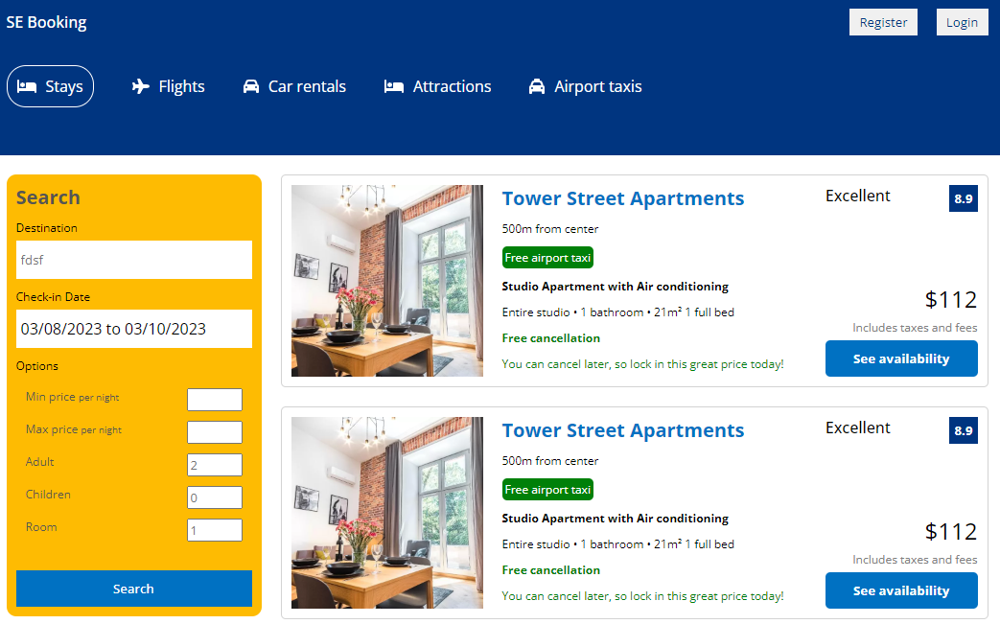 SE Booking
Register
Login
Stays
Flights
Car rentals
Attractions
Airport taxis
Search
Destination
fdsf
Check-in Date
03/08/2023 to 03/10/2023
Options
Min price per night
Max price per night
Adult
2
Children
0
Room
1
Search
Tower Street Apartments
500m from center
Free airport taxi
Studio Apartment with Air conditioning
Entire studio • 1 bathroom • 21m² 1 full bed
Free cancellation
You can cancel later, so lock in this great price today!
Excellent
8.9
$112
Includes taxes and fees
See availability
Tower Street Apartments
500m from center
Free airport taxi
Studio Apartment with Air conditioning
Entire studio • 1 bathroom • 21m² 1 full bed
Free cancellation
You can cancel later, so lock in this great price today!
Excellent
8.9
$112
Includes taxes and fees
See availability